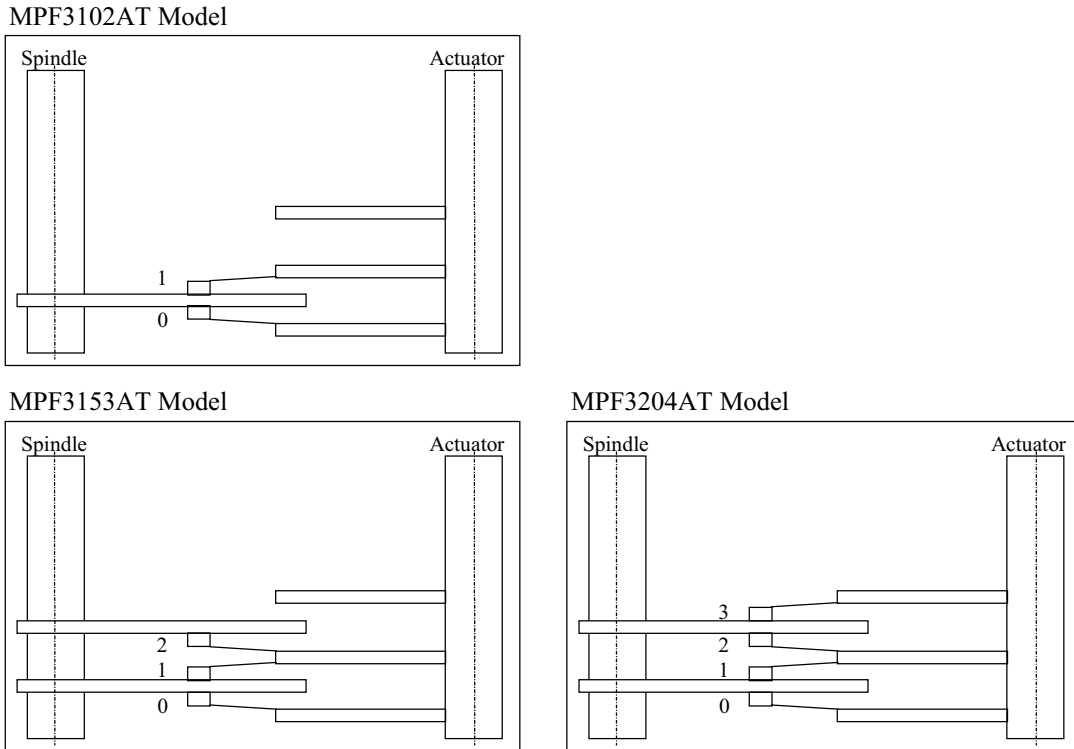 MPF3102AT Model
Spindle Actuator
1
0
MPF3153AT Model
Spindle Actuator
2
1
0
MPF3204AT Model
Spindle Actuator
3
2
1
0